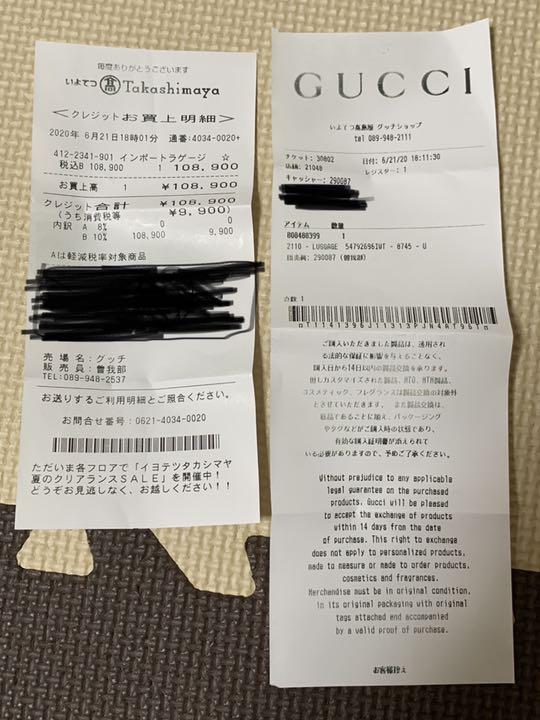 毎度ありがとうございます
いよてつ 髙 Takashimaya
＜クレジットお買上明細＞
2020年 6月21日18時01分 通番:4034-0020+
412-2341-901 インポートラゲージ ☆
税込B 108,900 1 ¥108,900
お買上高 1 ¥108,900
クレジット合計 ¥108,900
(うち消費税等 ¥9,900)
内訳 A 8% 0 0
B 10% 108,900 9,900
Aは軽減税率対象商品
売 場 名:グッチ
販 売 員:曽我部
TEL:089-948-2537
お送りするご利用明細とご照合ください。
お問合せ番号:0621-4034-0020
ただいま各フロアで「イヨテツタカシマヤ
夏のクリアランスSALE」を開催中!
どうぞお見逃しなく、お越しください!!
GUCCI
いよてつ髙島屋 グッチショップ
tel 089-948-2111
チケット: 30802 日付: 6/21/20 18:11:30
店舗: 21048 レジスター: 1
キャッシャー: 290087
アイテム 数量
800488399 1
2110 - LUGGAGE 54792696IWT - 8745 - U
販売員: 290087 (曽我部)
点数 1
ご購入いただきました製品は、適用され
る法的な保証に影響を与えることなく、
購入日から14日以内の製品交換を承ります。
但しカスタマイズされた製品、MTO、MTM製品、
コスメティック、フレグランスは製品交換の対象外
とさせていただきます。 また製品交換は、
新品であることに加え、パッケージング
やタグなどがご購入時の状態であり、
有効な購入証明書が添えられて
いる必要がありますので、予めご了承ください。
Without prejudice to any applicable
legal guarantee on the purchased
products. Gucci will be pleased
to accept the exchange of products
within 14 days from the date
of purchase. This right to exchange
does not apply to personalized products,
made to measure or made to order products,
cosmetics and fragrances.
Merchandise must be in original condition,
in its original packaging with original
tags attached and accompanied
by a valid proof of purchase.
お客様控え